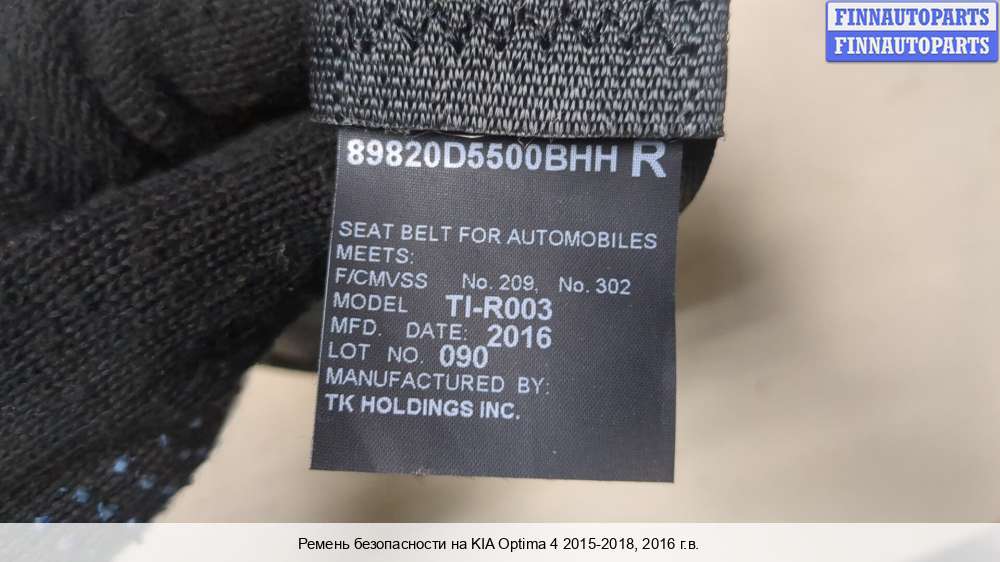 FINNAUTOPARTS
FINNAUTOPARTS
89820D5500BHH R
SEAT BELT FOR AUTOMOBILES
MEETS:
F/CMVSS No. 209, No. 302
MODEL TI-R003
MFD. DATE: 2016
LOT NO. 090
MANUFACTURED BY:
TK HOLDINGS INC.
Ремень безопасности на KIA Optima 4 2015-2018, 2016 г.в.